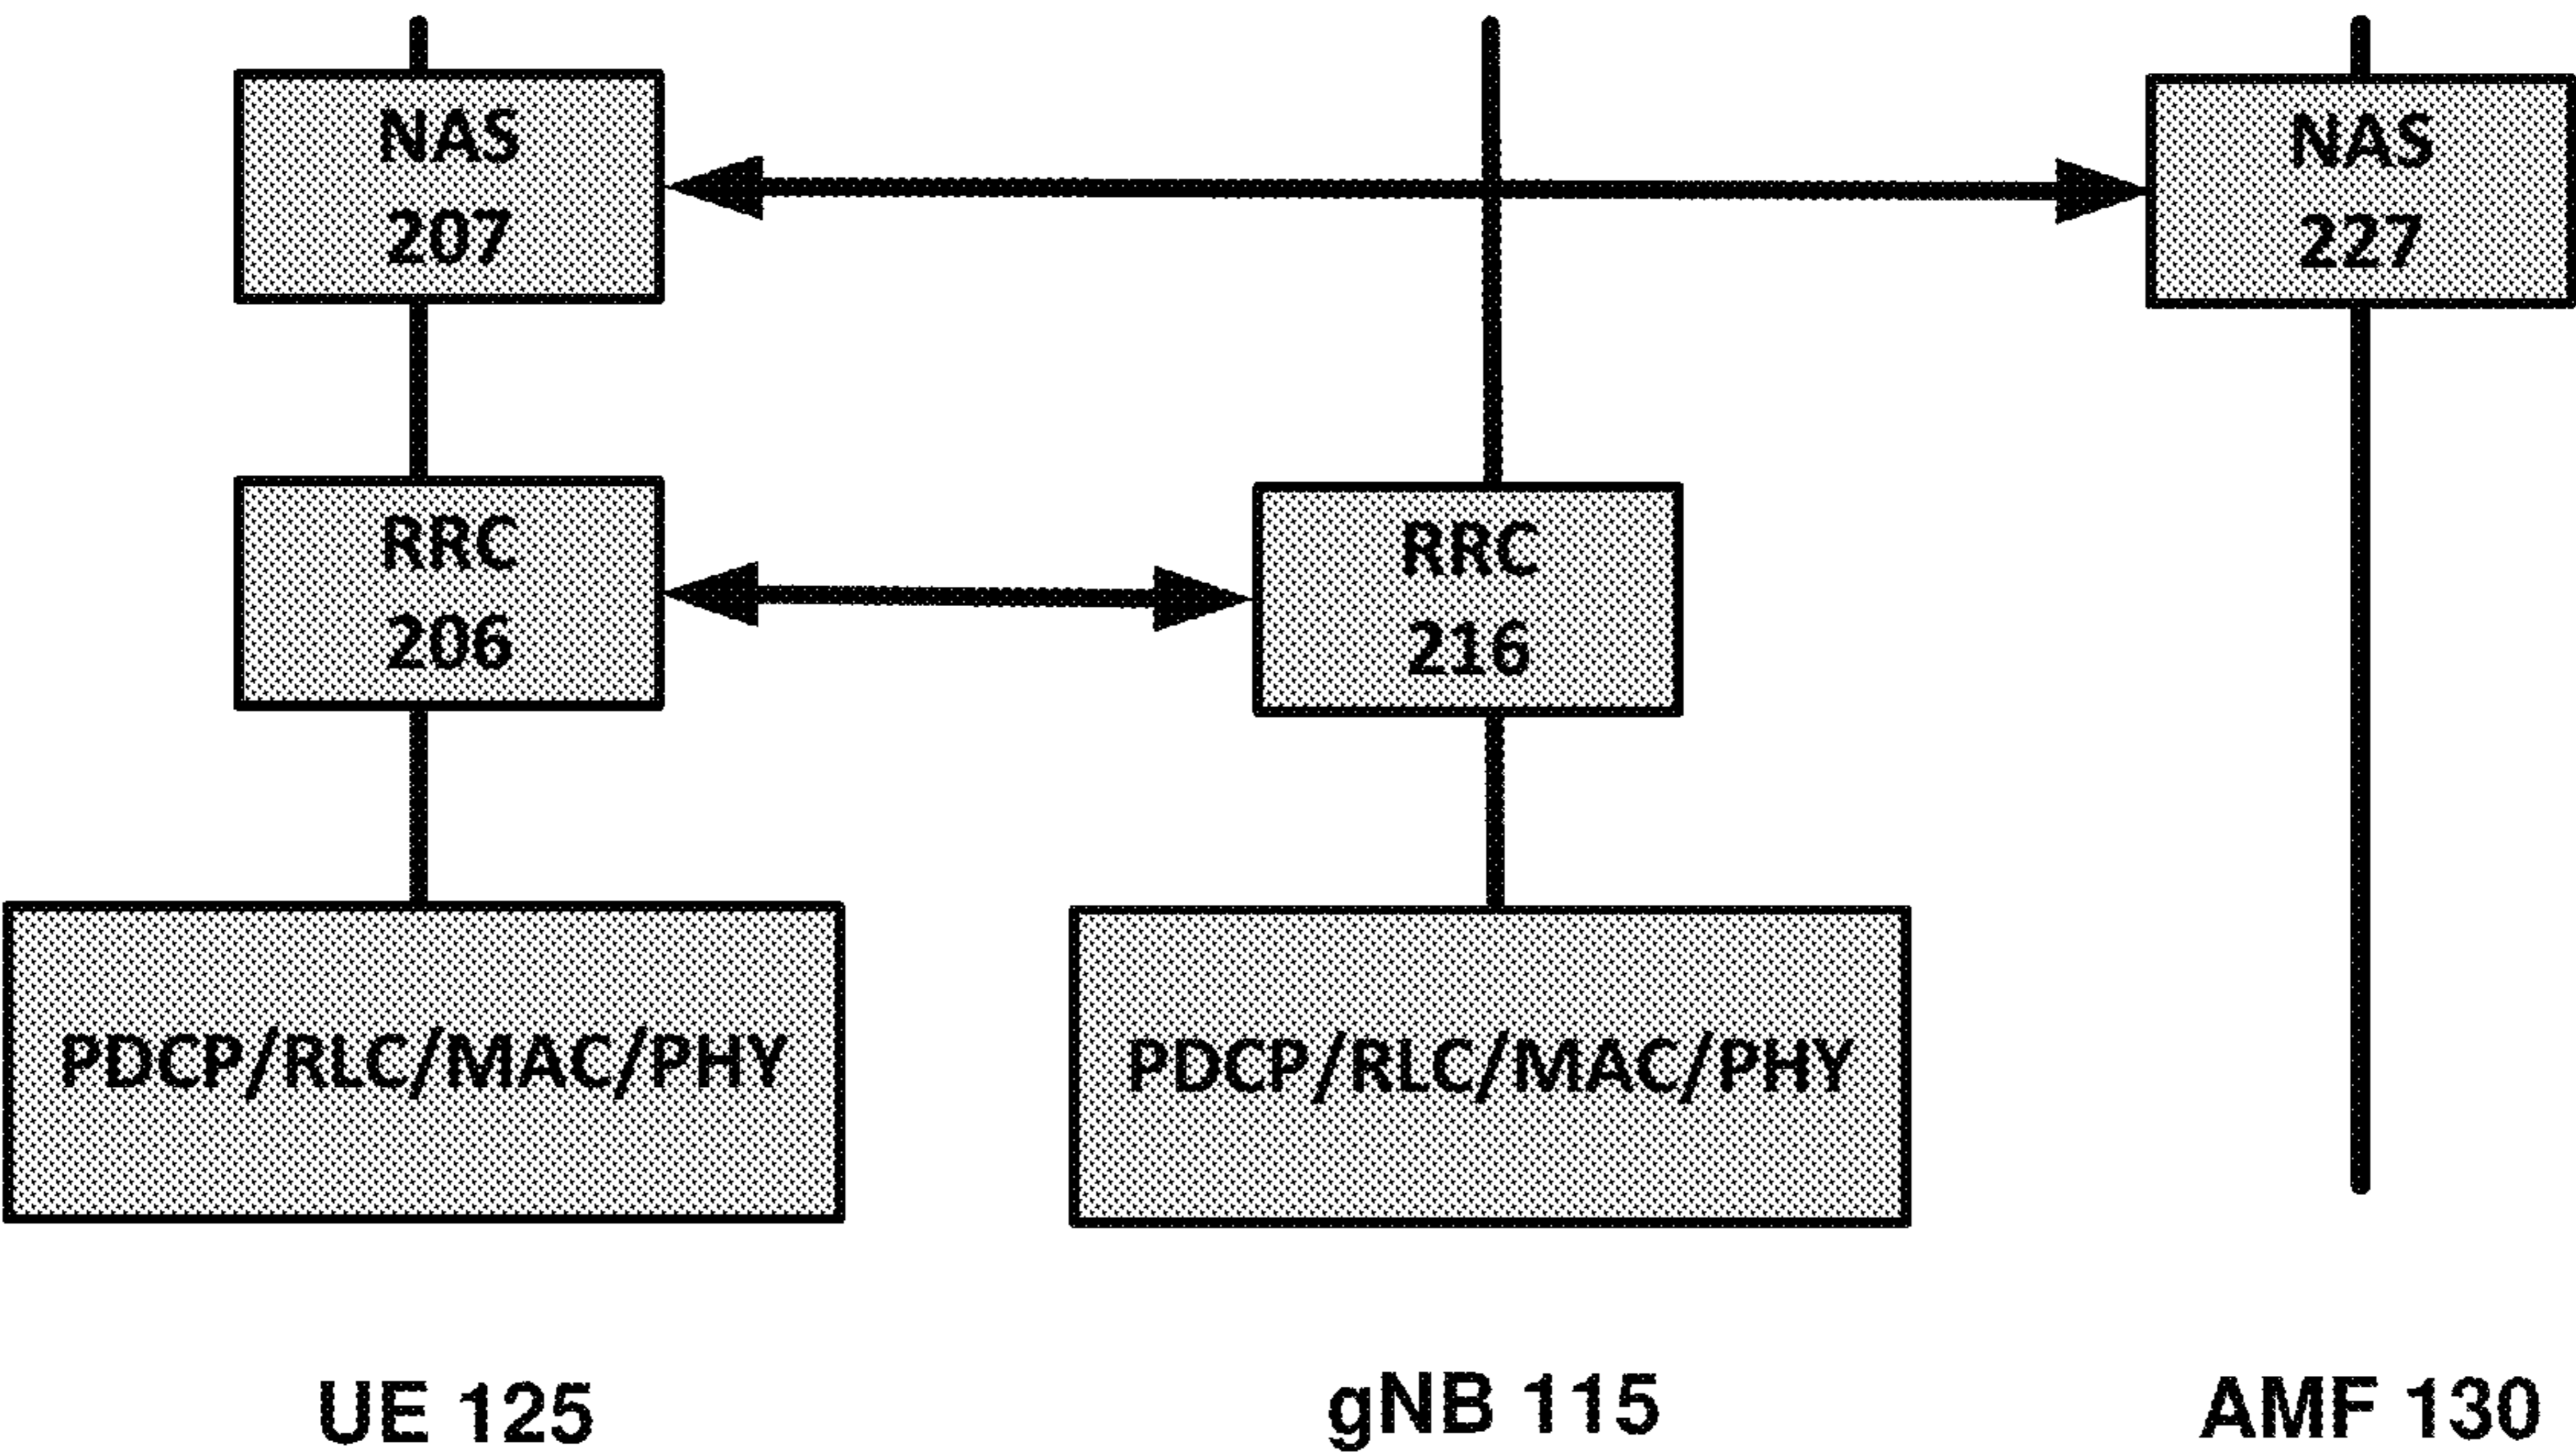 NAS
207
NAS
227
RRC
206
RRC
216
PDCP/RLC/MAC/PHY
PDCP/RLC/MAC/PHY
UE 125
gNB 115
AMF 130